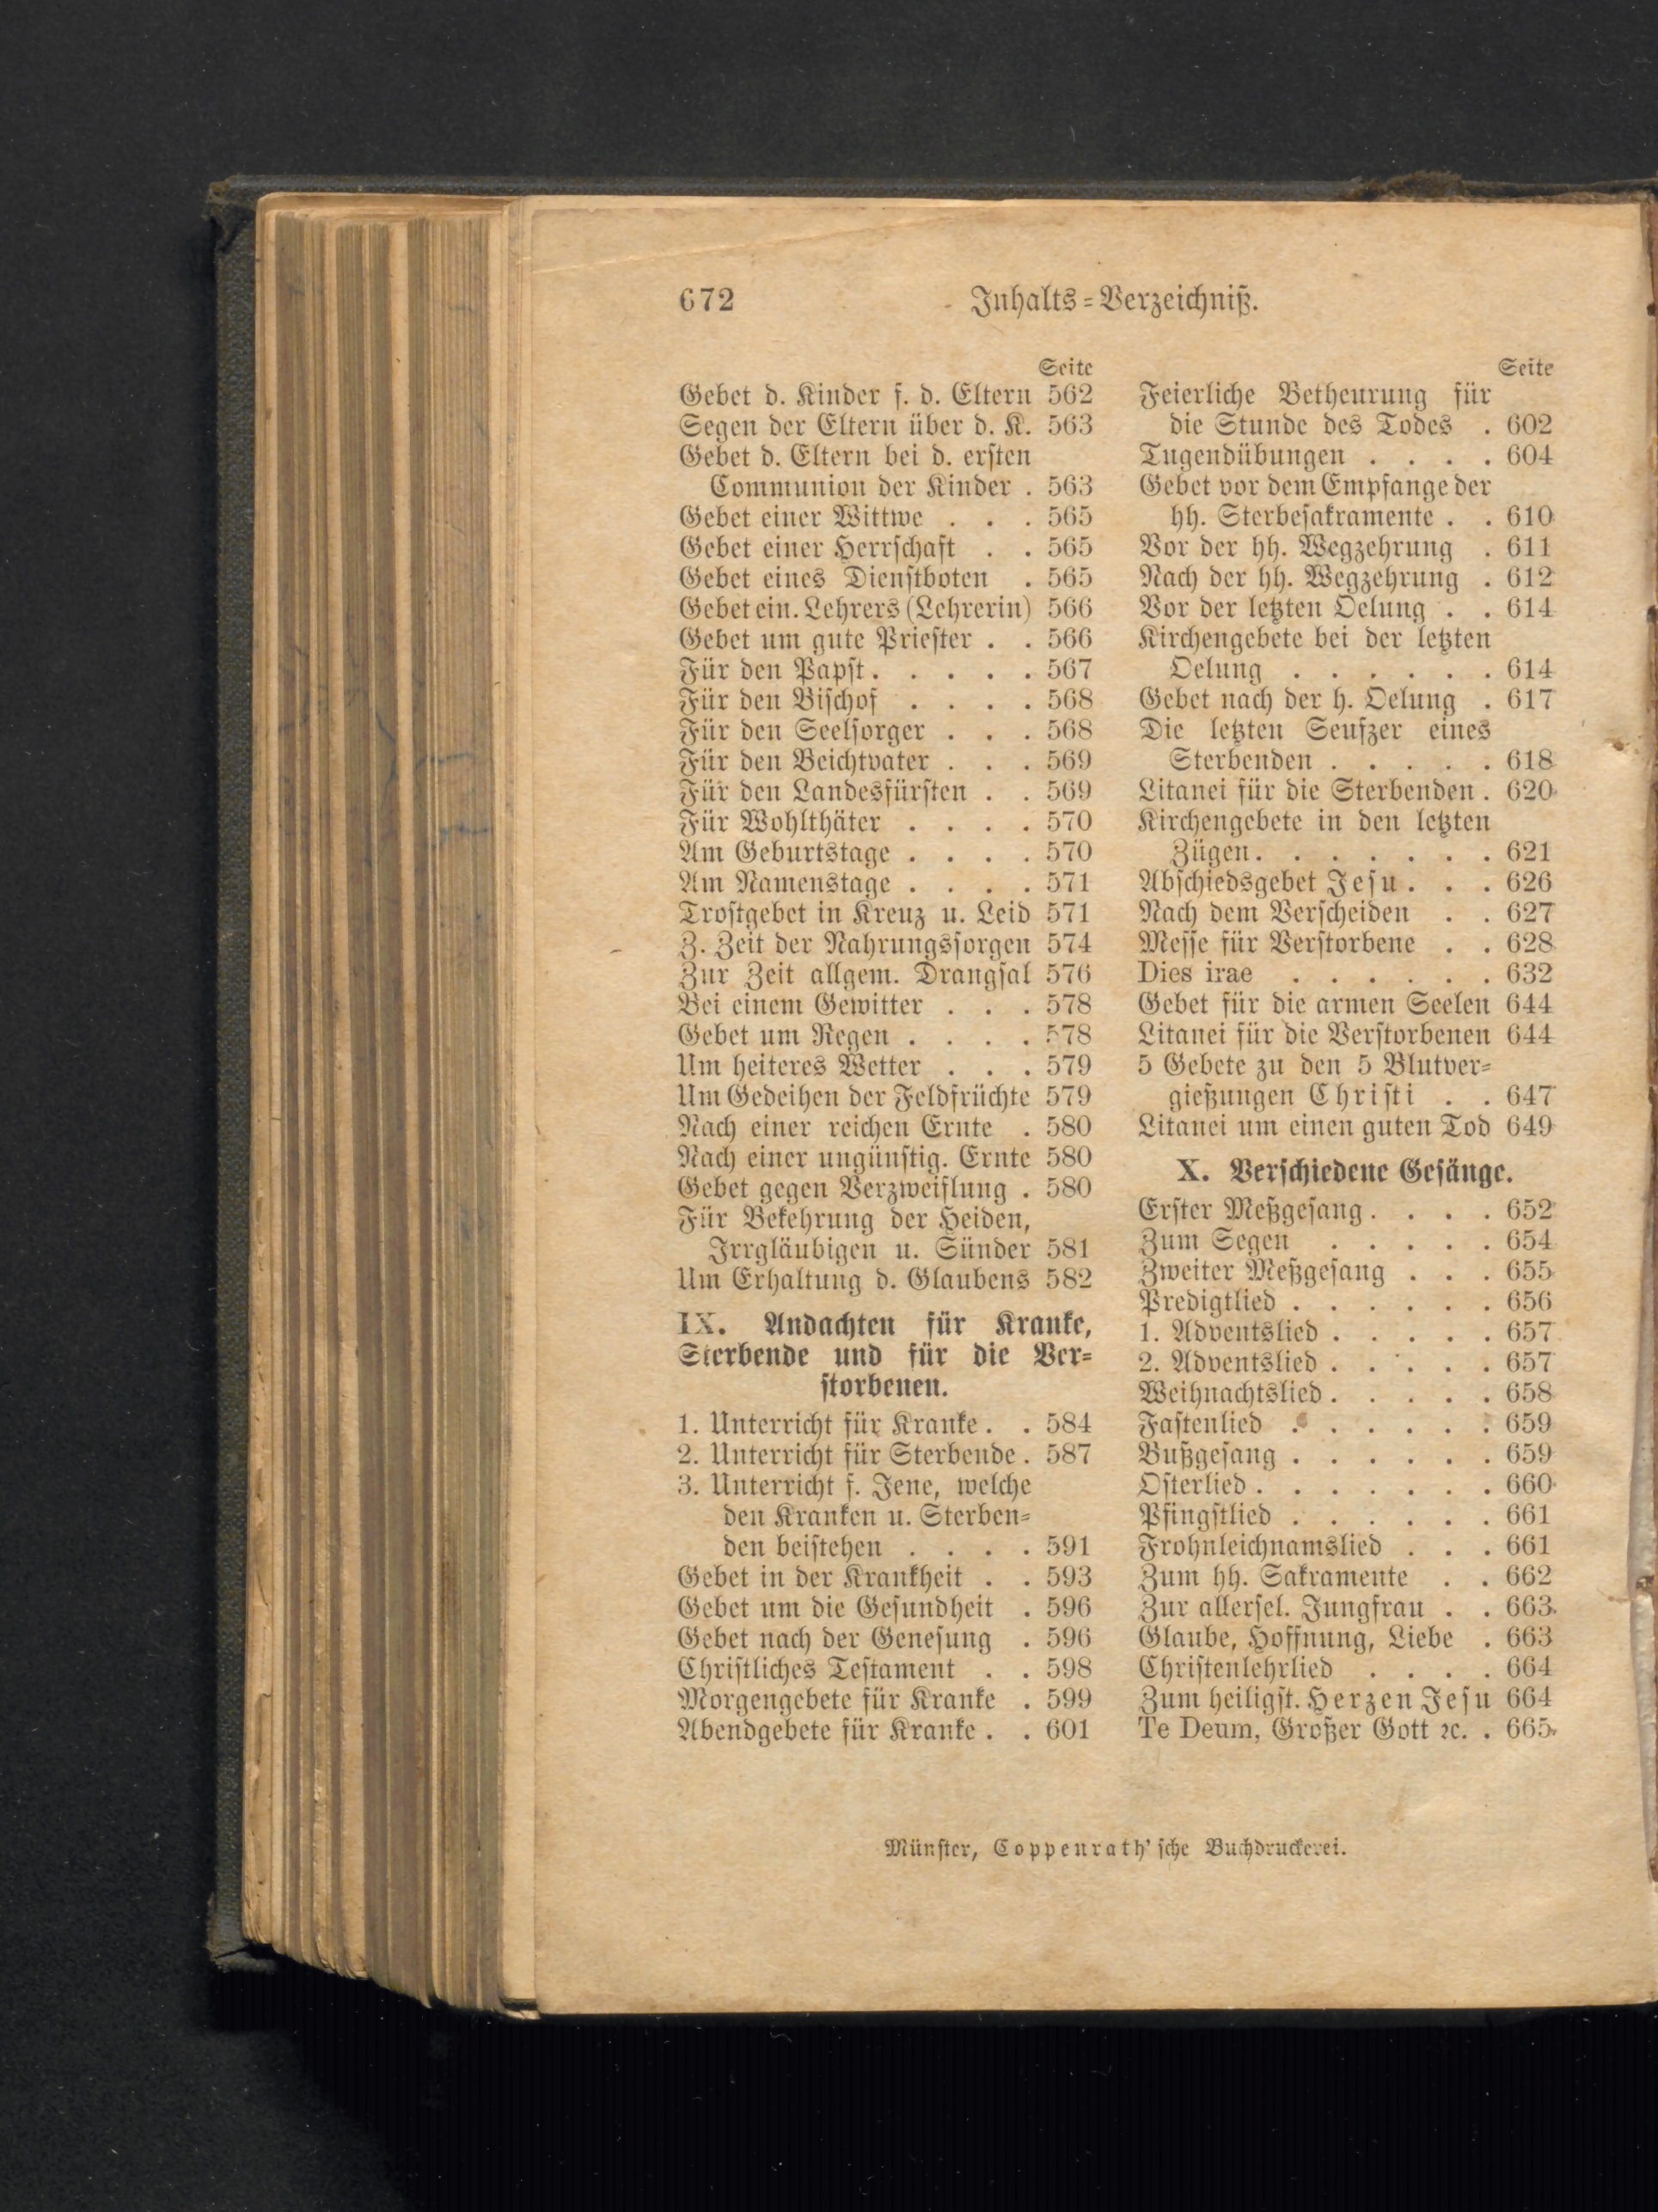 672 Inhalts=Verzeichniß.
Seite
Gebet d. Kinder f. d. Eltern 562
Segen der Eltern über d. K. 563
Gebet d. Eltern bei d. ersten
Communion der Kinder . 563
Gebet einer Wittwe . . . 565
Gebet einer Herrschaft . . 565
Gebet eines Dienstboten . 565
Gebet ein. Lehrers (Lehrerin) 566
Gebet um gute Priester . . 566
Für den Papst. . . . . . 567
Für den Bischof . . . . 568
Für den Seelsorger . . . 568
Für den Beichtvater . . . 569
Für den Landesfürsten . . 569
Für Wohlthäter . . . . 570
Am Geburtstage . . . . 570
Am Namenstage . . . . 571
Trostgebet in Kreuz u. Leid 571
Z. Zeit der Nahrungssorgen 574
Zur Zeit allgem. Drangsal 576
Bei einem Gewitter . . . 578
Gebet um Regen . . . . 578
Um heiteres Wetter . . . 579
Um Gedeihen der Feldfrüchte 579
Nach einer reichen Ernte . 580
Nach einer ungünstig. Ernte 580
Gebet gegen Verzweiflung . 580
Für Bekehrung der Heiden,
Irrgläubigen u. Sünder 581
Um Erhaltung d. Glaubens 582
IX. Andachten für Kranke,
Sterbende und für die Ver=
storbenen.
1. Unterricht für Kranke . . 584
2. Unterricht für Sterbende . 587
3. Unterricht f. Jene, welche
den Kranken u. Sterben=
den beistehen . . . . 591
Gebet in der Krankheit . . 593
Gebet um die Gesundheit . 596
Gebet nach der Genesung . 596
Christliches Testament . . 598
Morgengebete für Kranke . 599
Abendgebete für Kranke . . 601
Seite
Feierliche Betheurung für
die Stunde des Todes . 602
Tugendübungen . . . . 604
Gebet vor dem Empfange der
hh. Sterbesakramente . . 610
Vor der hh. Wegzehrung . 611
Nach der hh. Wegzehrung . 612
Vor der letzten Oelung . . 614
Kirchengebete bei der letzten
Oelung . . . . . . 614
Gebet nach der h. Oelung . 617
Die letzten Seufzer eines
Sterbenden . . . . . 618
Litanei für die Sterbenden . 620
Kirchengebete in den letzten
Zügen. . . . . . . 621
Abschiedsgebet Jesu . . . 626
Nach dem Verscheiden . . 627
Messe für Verstorbene . . 628
Dies irae . . . . . . 632
Gebet für die armen Seelen 644
Litanei für die Verstorbenen 644
5 Gebete zu den 5 Blutver=
gießungen Christi . . 647
Litanei um einen guten Tod 649
X. Verschiedene Gesänge.
Erster Meßgesang . . . . 652
Zum Segen . . . . . 654
Zweiter Meßgesang . . . 655
Predigtlied . . . . . . 656
1. Adventslied . . . . . 657
2. Adventslied . . . . . 657
Weihnachtslied . . . . . 658
Fastenlied . . . . . . 659
Bußgesang . . . . . . 659
Osterlied . . . . . . . 660
Pfingstlied . . . . . . 661
Frohnleichnamslied . . . 661
Zum hh. Sakramente . . 662
Zur allersel. Jungfrau . . 663
Glaube, Hoffnung, Liebe . 663
Christenlehrlied . . . . 664
Zum heiligst. Herzen Jesu 664
Te Deum, Großer Gott ꝛc. . 665
Münster, Coppenrath'sche Buchdruckerei.